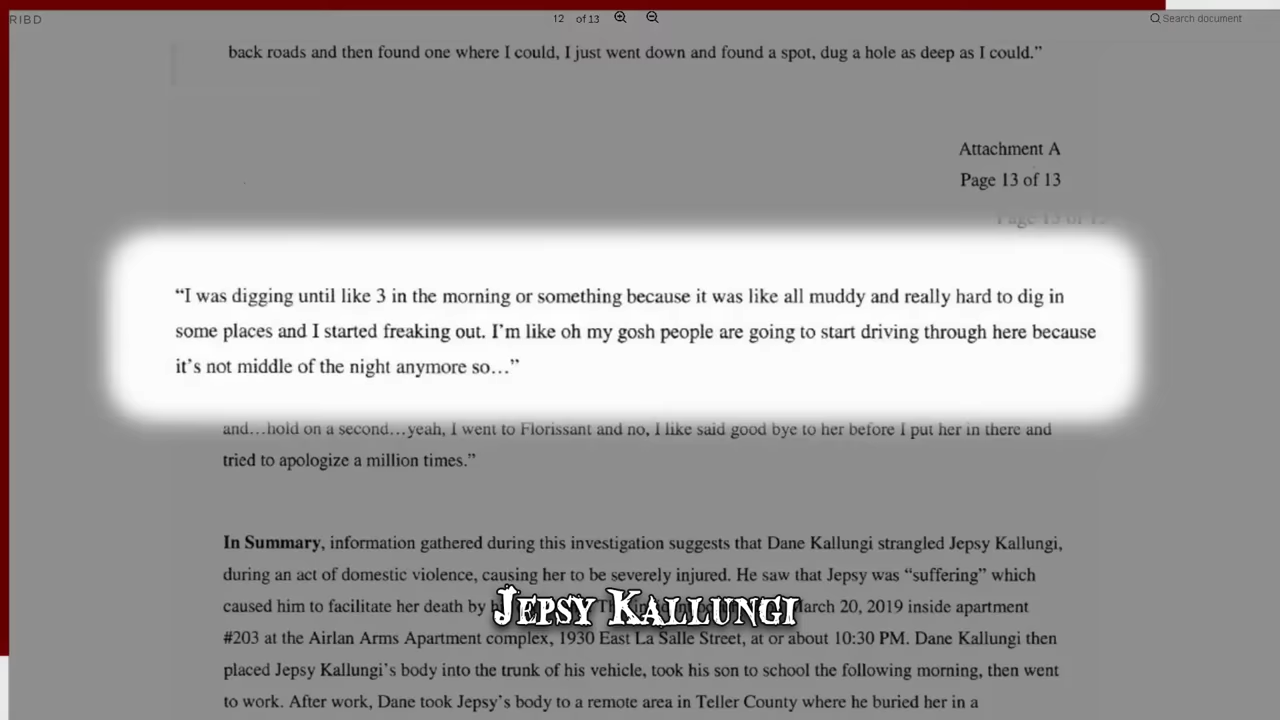 RIBD
12 of 13
Search document
back roads and then found one where I could, I just went down and found a spot, dug a hole as deep as I could.”
Attachment A
Page 13 of 13
Page 13 of 13
“I was digging until like 3 in the morning or something because it was like all muddy and really hard to dig in
some places and I started freaking out. I’m like oh my gosh people are going to start driving through here because
it’s not middle of the night anymore so…”
and…hold on a second…yeah, I went to Florissant and no, I like said good bye to her before I put her in there and
tried to apologize a million times.”
In Summary, information gathered during this investigation suggests that Dane Kallungi strangled Jepsy Kallungi,
during an act of domestic violence, causing her to be severely injured. He saw that Jepsy was “suffering” which
caused him to facilitate her death by March 20, 2019 inside apartment
Jepsy Kallungi
#203 at the Airlan Arms Apartment complex, 1930 East La Salle Street, at or about 10:30 PM. Dane Kallungi then
placed Jepsy Kallungi’s body into the trunk of his vehicle, took his son to school the following morning, then went
to work. After work, Dane took Jepsy’s body to a remote area in Teller County where he buried her in a